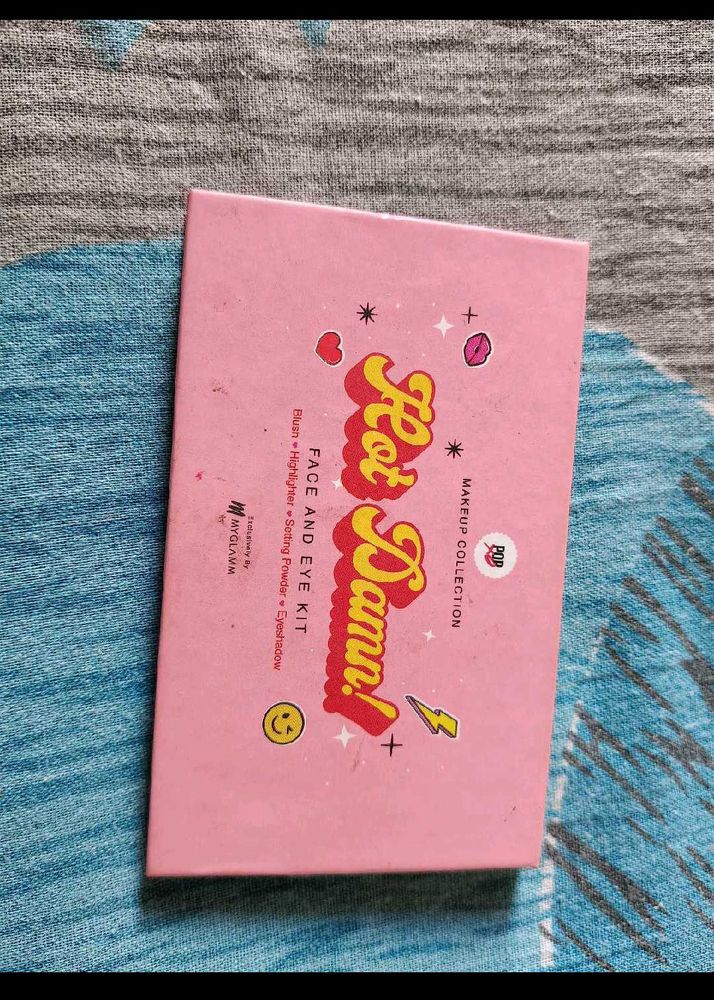 POP
MAKEUP COLLECTION
Hot Damn!
FACE AND EYE KIT
Blush Highlighter Setting Powder Eyeshadow
Exclusively By
MYGLAMM